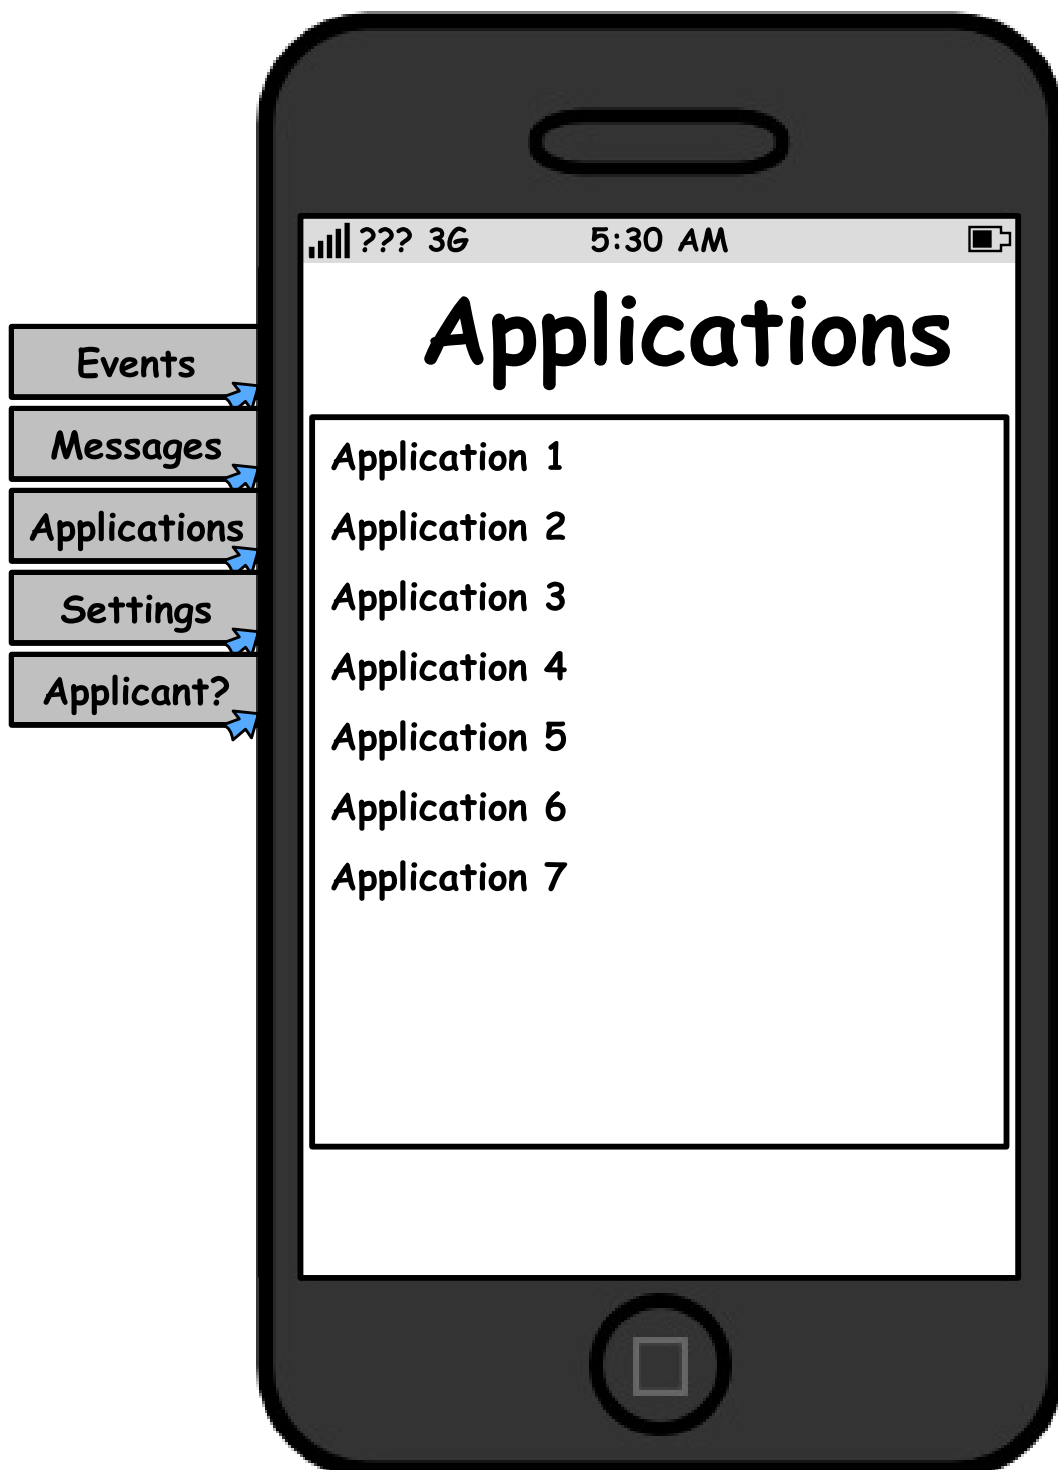 ??? 3G 5:30 AM
Applications
Events
Messages
Applications
Settings
Applicant?
Application 1
Application 2
Application 3
Application 4
Application 5
Application 6
Application 7